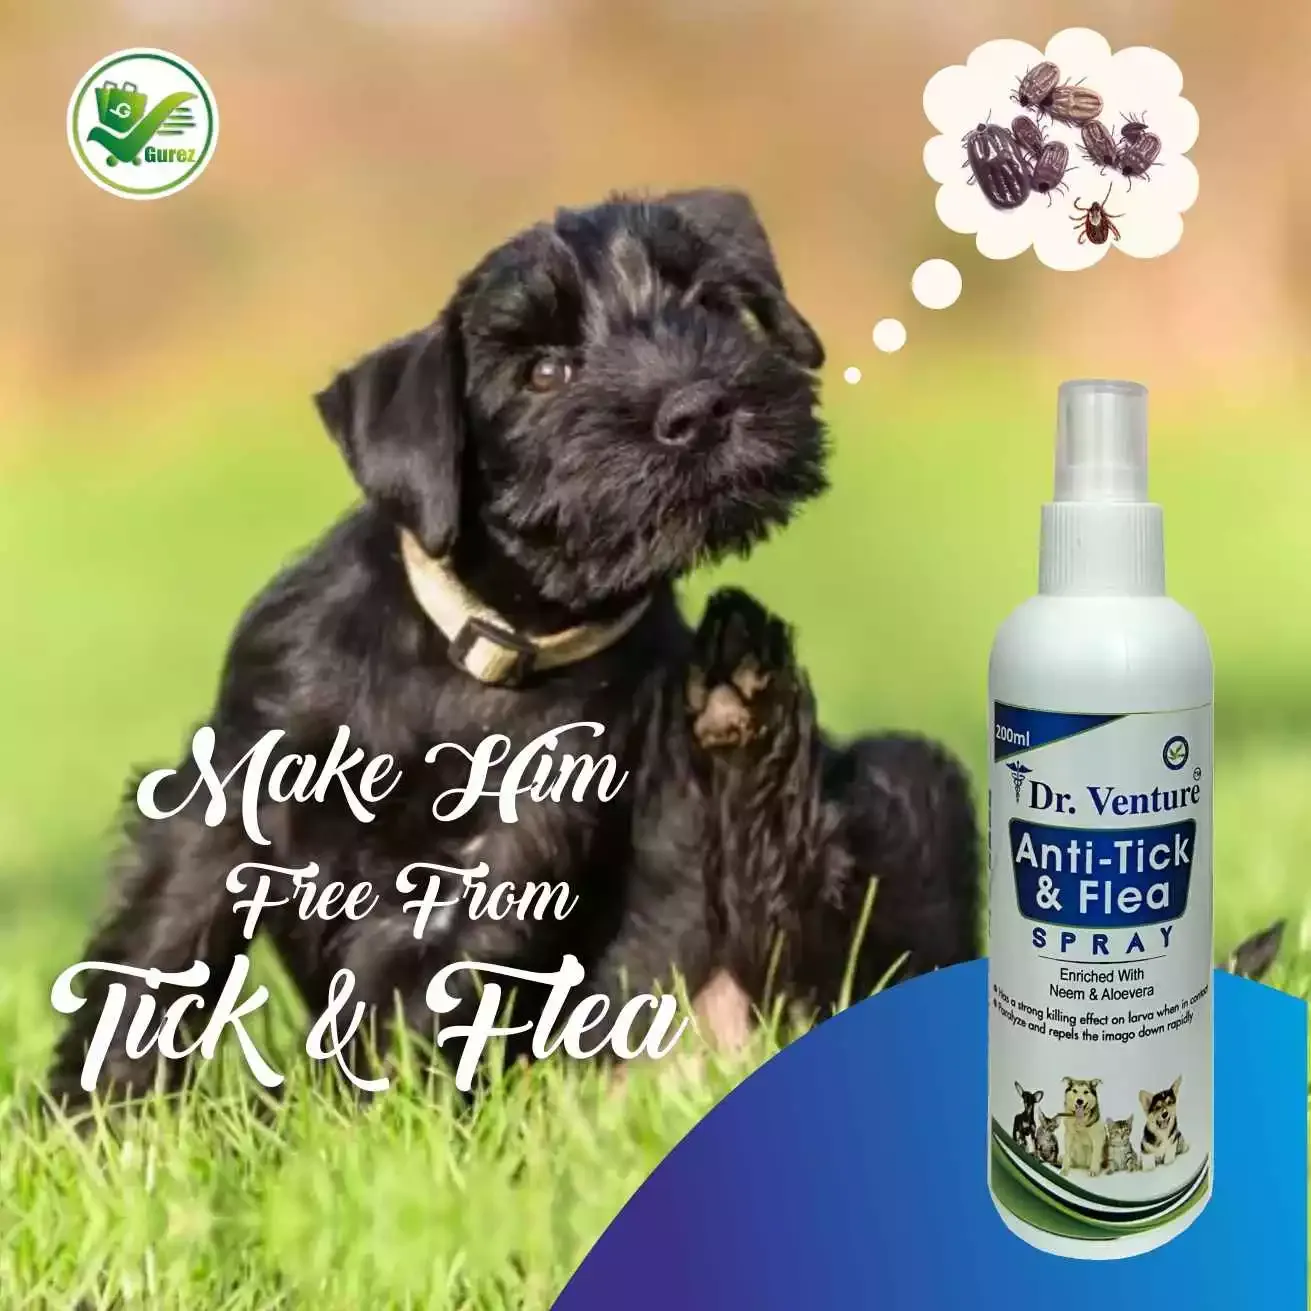 Gurez
Make Him
Free From
Tick & Flea
200ml
Dr. Venture™
Anti-Tick
& Flea
SPRAY
Enriched With
Neem & Aloevera
• Has a strong killing effect on larva when in contact
• Paralyze and repels the imago down rapidly